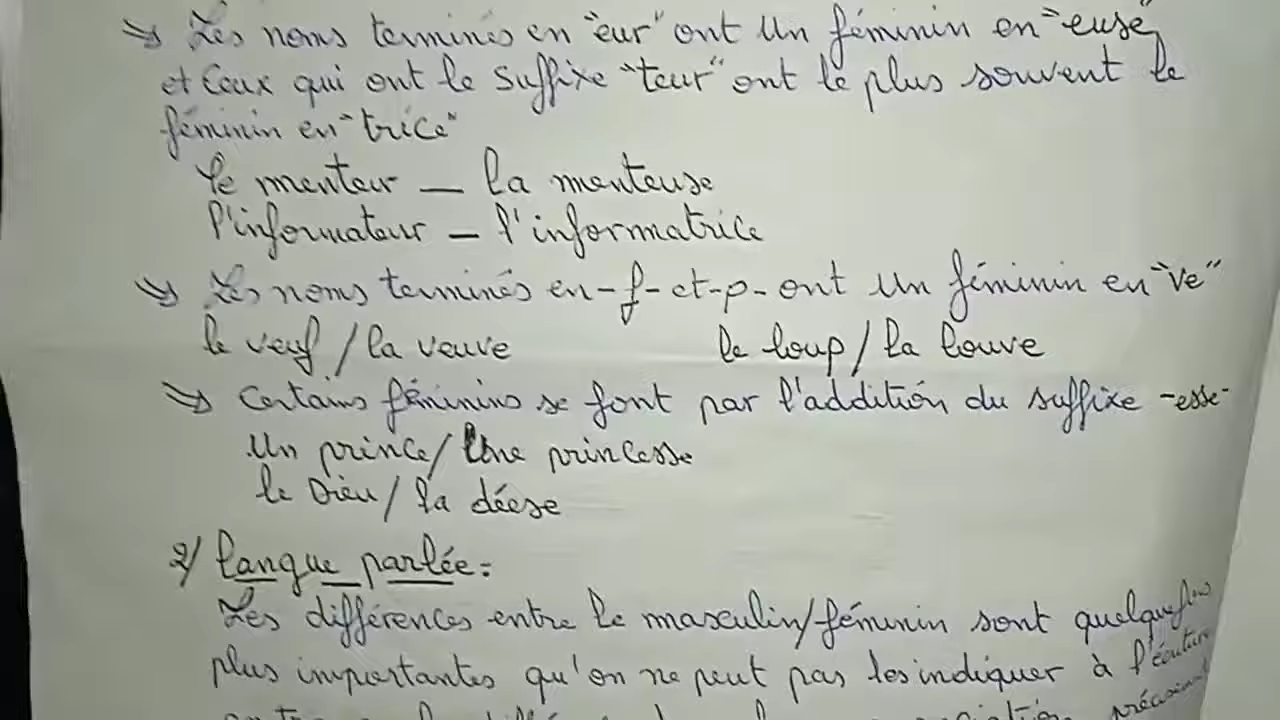 → Les noms terminés en "eur" ont un féminin en "euse"
et ceux qui ont le suffixe "teur" ont le plus souvent le
féminin en "trice"
le menteur — la menteuse
l'informateur — l'informatrice
→ Les noms terminés en -f- et -p- ont un féminin en "ve"
le veuf / la veuve le loup / la louve
→ Certains féminins se font par l'addition du suffixe -esse-
Un prince / Une princesse
le Dieu / la déese
2/ langue parlée :
Les différences entre le masculin/féminin sont quelquefois
plus importantes qu'on ne peut pas les indiquer à l'écriture